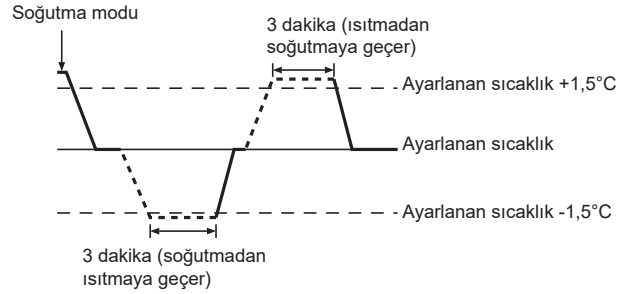 Soğutma modu
3 dakika (ısıtmadan
soğutmaya geçer)
Ayarlanan sıcaklık +1,5°C
Ayarlanan sıcaklık
Ayarlanan sıcaklık -1,5°C
3 dakika (soğutmadan
ısıtmaya geçer)